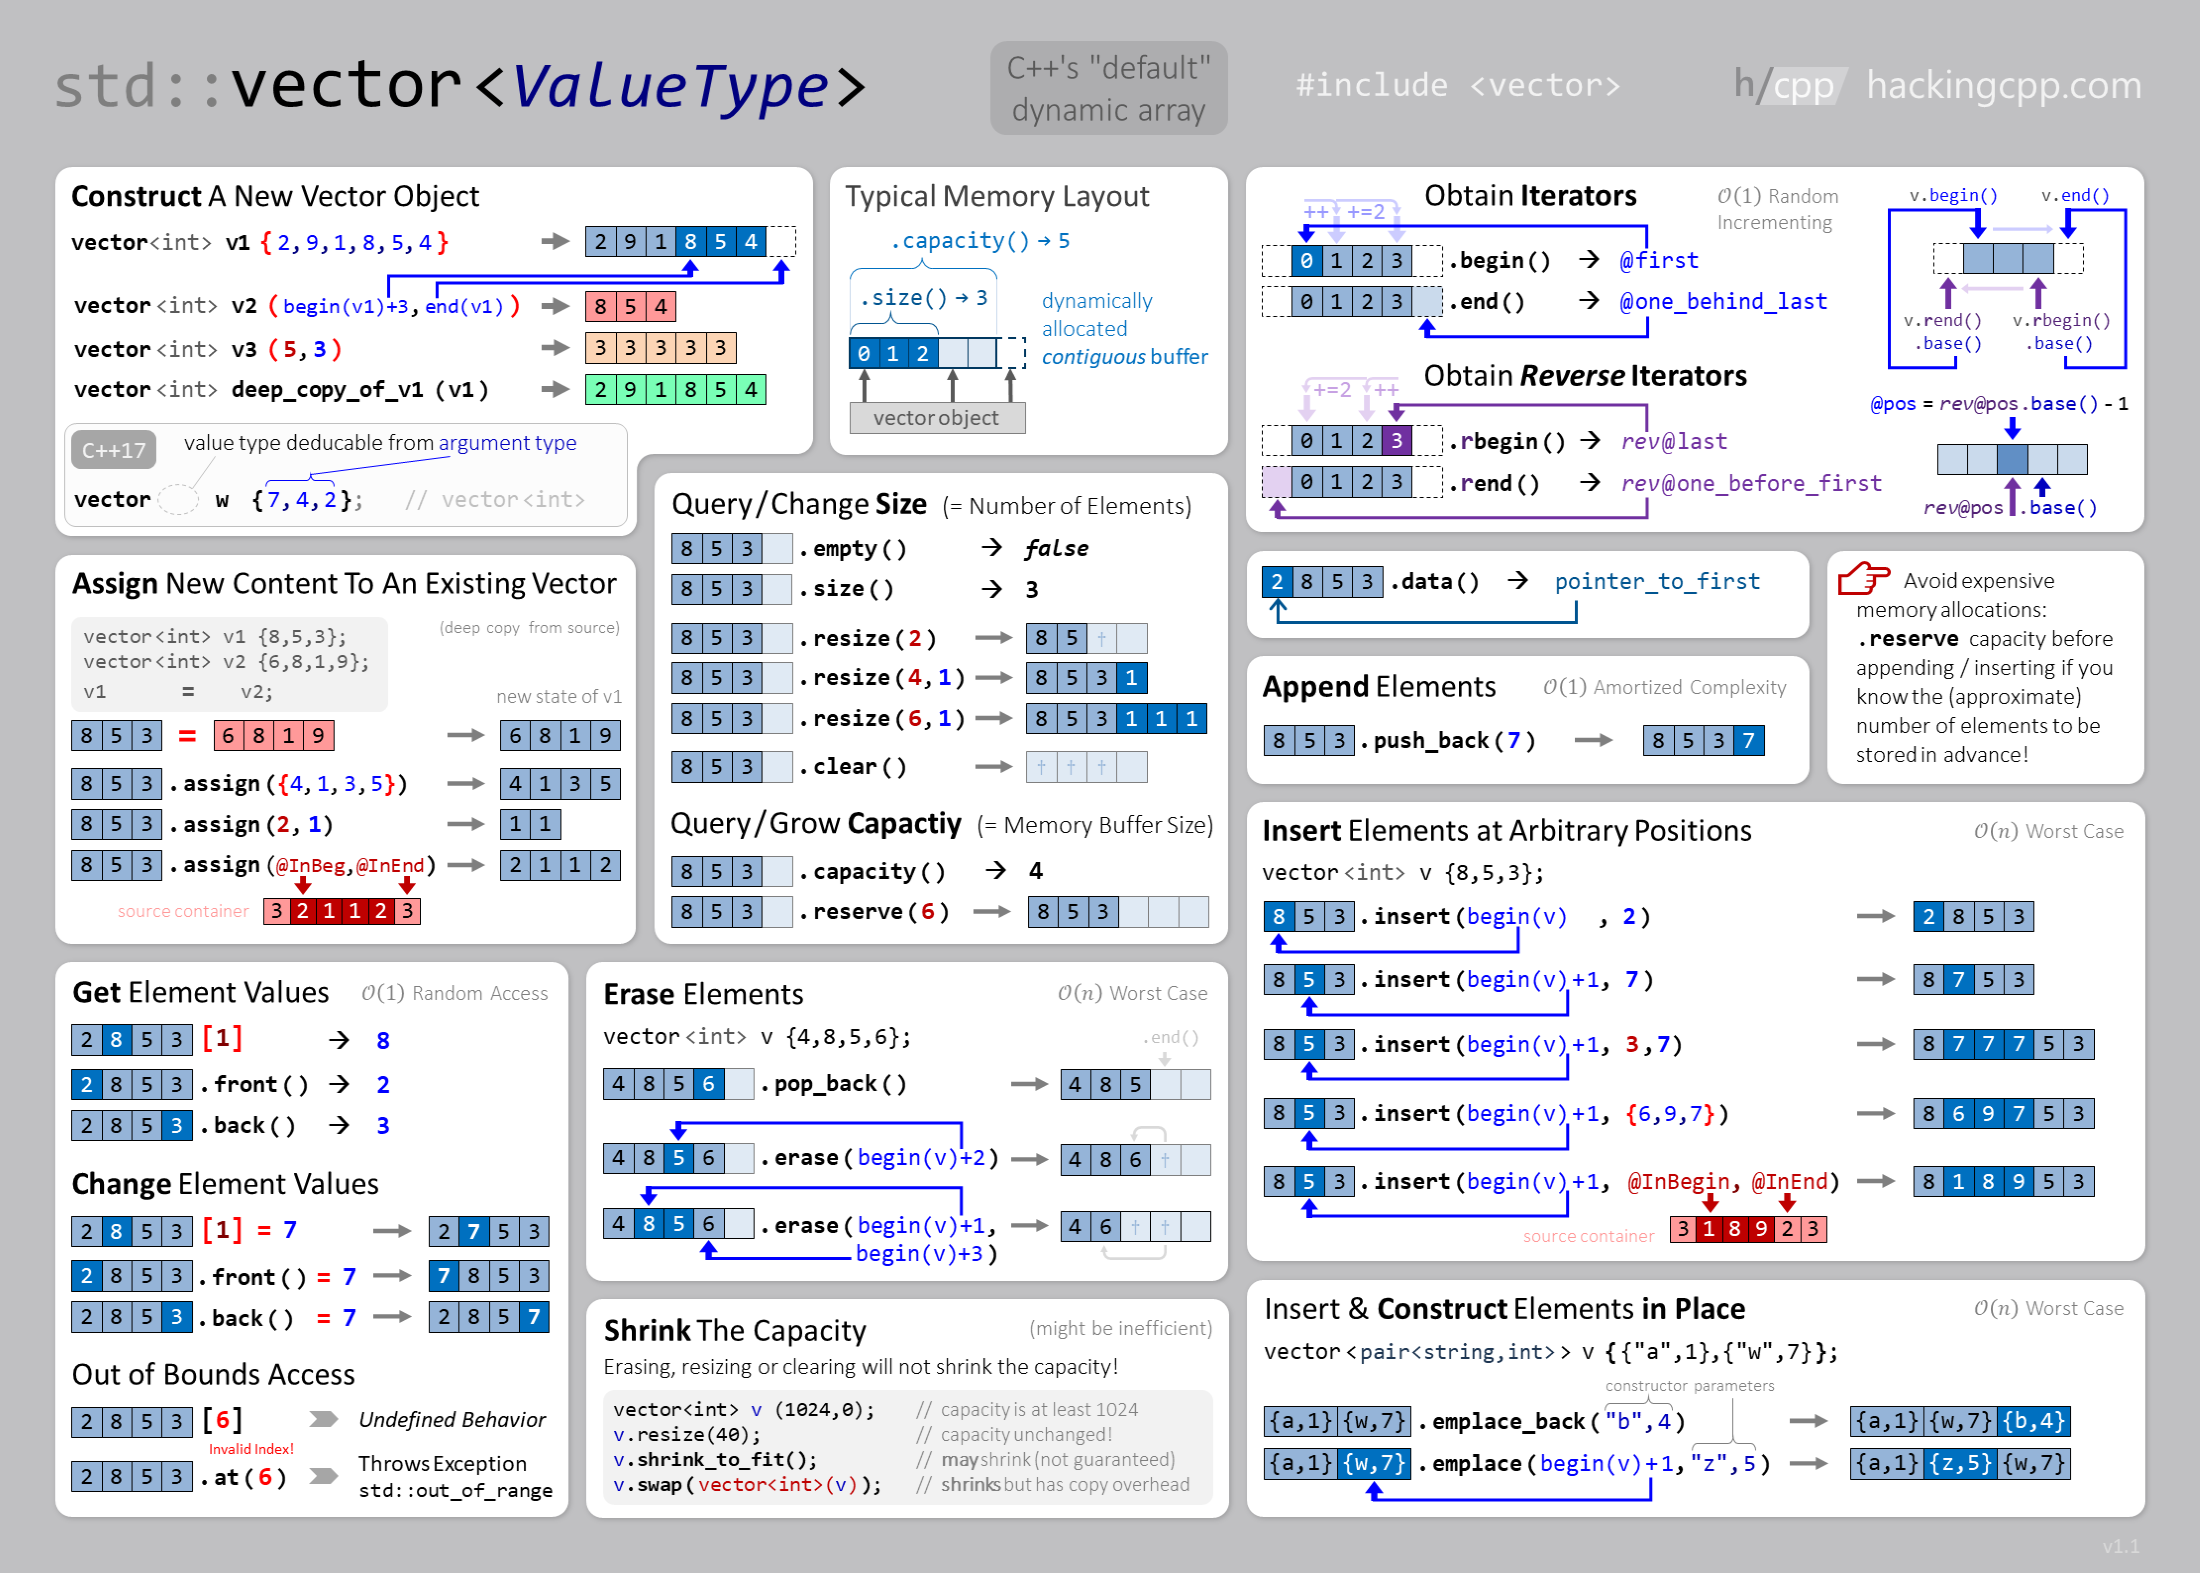 std::vector<ValueType>
C++'s "default"
dynamic array
#include <vector>
h/cpp hackingcpp.com
Construct A New Vector Object
vector<int> v1 {2,9,1,8,5,4} → 2 9 1 8 5 4
vector<int> v2 (begin(v1)+3, end(v1)) → 8 5 4
vector<int> v3 (5,3) → 3 3 3 3 3
vector<int> deep_copy_of_v1 (v1) → 2 9 1 8 5 4
C++17 value type deducable from argument type
vector w {7,4,2}; // vector<int>
Typical Memory Layout
.capacity() → 5
.size() → 3
0 1 2
dynamically
allocated
contiguous buffer
vector object
Obtain Iterators
O(1) Random
Incrementing
++ +=2
0 1 2 3 .begin() → @first
0 1 2 3 .end() → @one_behind_last
Obtain Reverse Iterators
+=2 ++
0 1 2 3 .rbegin() → rev@last
0 1 2 3 .rend() → rev@one_before_first
v.begin() v.end()
v.rend() v.rbegin()
.base() .base()
@pos = rev@pos.base() - 1
rev@pos .base()
Assign New Content To An Existing Vector
(deep copy from source)
vector<int> v1 {8,5,3};
vector<int> v2 {6,8,1,9};
v1 = v2;
new state of v1
8 5 3 = 6 8 1 9 → 6 8 1 9
8 5 3 .assign({4,1,3,5}) → 4 1 3 5
8 5 3 .assign(2,1) → 1 1
8 5 3 .assign(@InBeg,@InEnd) → 2 1 1 2
source container 3 2 1 1 2 3
Query/Change Size (= Number of Elements)
8 5 3 .empty() → false
8 5 3 .size() → 3
8 5 3 .resize(2) → 8 5 †
8 5 3 .resize(4,1) → 8 5 3 1
8 5 3 .resize(6,1) → 8 5 3 1 1 1
8 5 3 .clear() → † † †
Query/Grow Capactiy (= Memory Buffer Size)
8 5 3 .capacity() → 4
8 5 3 .reserve(6) → 8 5 3
2 8 5 3 .data() → pointer_to_first
Append Elements O(1) Amortized Complexity
8 5 3 .push_back(7) → 8 5 3 7
Avoid expensive
memory allocations:
.reserve capacity before
appending / inserting if you
know the (approximate)
number of elements to be
stored in advance!
Insert Elements at Arbitrary Positions O(n) Worst Case
vector<int> v {8,5,3};
8 5 3 .insert(begin(v) , 2) → 2 8 5 3
8 5 3 .insert(begin(v)+1, 7) → 8 7 5 3
8 5 3 .insert(begin(v)+1, 3,7) → 8 7 7 7 5 3
8 5 3 .insert(begin(v)+1, {6,9,7}) → 8 6 9 7 5 3
8 5 3 .insert(begin(v)+1, @InBegin, @InEnd) → 8 1 8 9 5 3
source container 3 1 8 9 2 3
Get Element Values O(1) Random Access
2 8 5 3 [1] → 8
2 8 5 3 .front() → 2
2 8 5 3 .back() → 3
Change Element Values
2 8 5 3 [1] = 7 → 2 7 5 3
2 8 5 3 .front() = 7 → 7 8 5 3
2 8 5 3 .back() = 7 → 2 8 5 7
Out of Bounds Access
2 8 5 3 [6] Undefined Behavior
Invalid Index!
2 8 5 3 .at(6) Throws Exception
std::out_of_range
Erase Elements O(n) Worst Case
vector<int> v {4,8,5,6};
.end()
4 8 5 6 .pop_back() → 4 8 5
4 8 5 6 .erase(begin(v)+2) → 4 8 6 †
4 8 5 6 .erase(begin(v)+1, → 4 6 † †
begin(v)+3)
Shrink The Capacity (might be inefficient)
Erasing, resizing or clearing will not shrink the capacity!
vector<int> v (1024,0); // capacity is at least 1024
v.resize(40); // capacity unchanged!
v.shrink_to_fit(); // may shrink (not guaranteed)
v.swap(vector<int>(v)); // shrinks but has copy overhead
Insert & Construct Elements in Place O(n) Worst Case
vector<pair<string,int>> v {{"a",1},{"w",7}};
constructor parameters
{a,1} {w,7} .emplace_back("b",4) → {a,1} {w,7} {b,4}
{a,1} {w,7} .emplace(begin(v)+1,"z",5) → {a,1} {z,5} {w,7}
v1.1